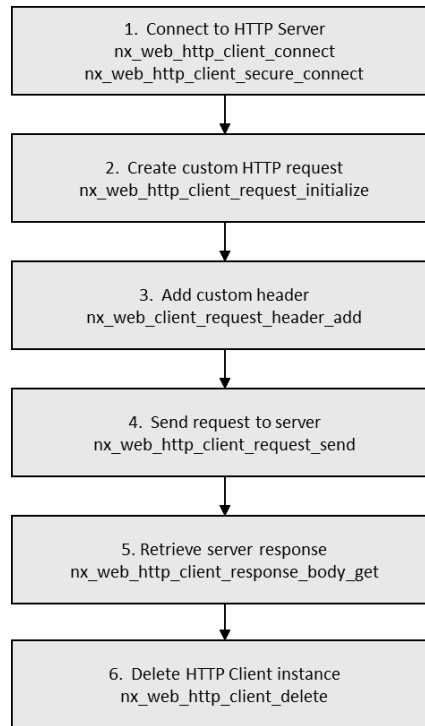 1. Connect to HTTP Server
nx_web_http_client_connect
nx_web_http_client_secure_connect
2. Create custom HTTP request
nx_web_http_client_request_initialize
3. Add custom header
nx_web_client_request_header_add
4. Send request to server
nx_web_http_client_request_send
5. Retrieve server response
nx_web_http_client_response_body_get
6. Delete HTTP Client instance
nx_web_http_client_delete